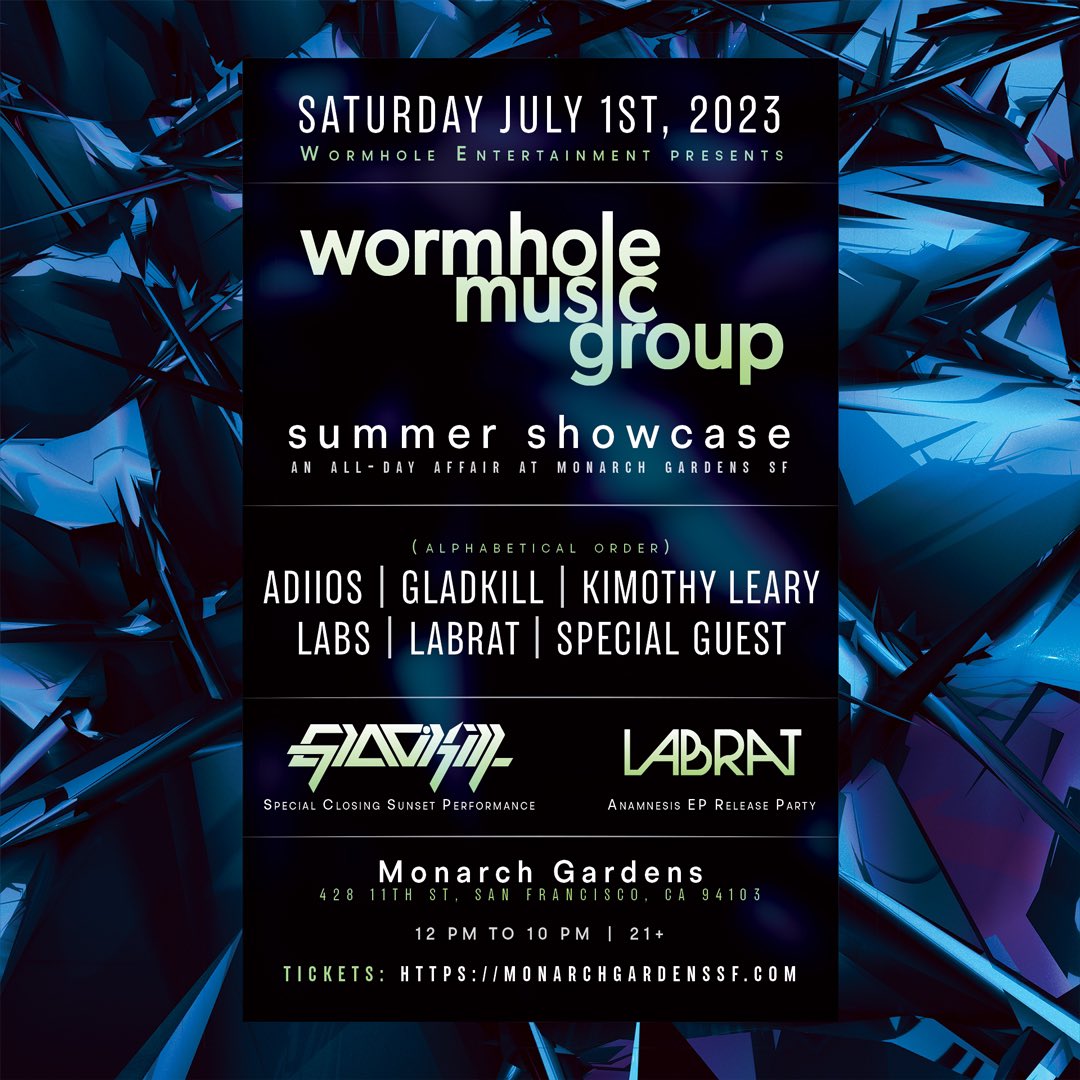 SATURDAY JULY 1ST, 2023
WORMHOLE ENTERTAINMENT PRESENTS
wormhole
music
group
summer showcase
AN ALL-DAY AFFAIR AT MONARCH GARDENS SF
(ALPHABETICAL ORDER)
ADIIOS | GLADKILL | KIMOTHY LEARY
LABS | LABRAT | SPECIAL GUEST
GLADKILL
SPECIAL CLOSING SUNSET PERFORMANCE
LABRAT
ANAMNESIS EP RELEASE PARTY
Monarch Gardens
428 11TH ST, SAN FRANCISCO, CA 94103
12 PM TO 10 PM | 21+
TICKETS: HTTPS://MONARCHGARDENSSF.COM